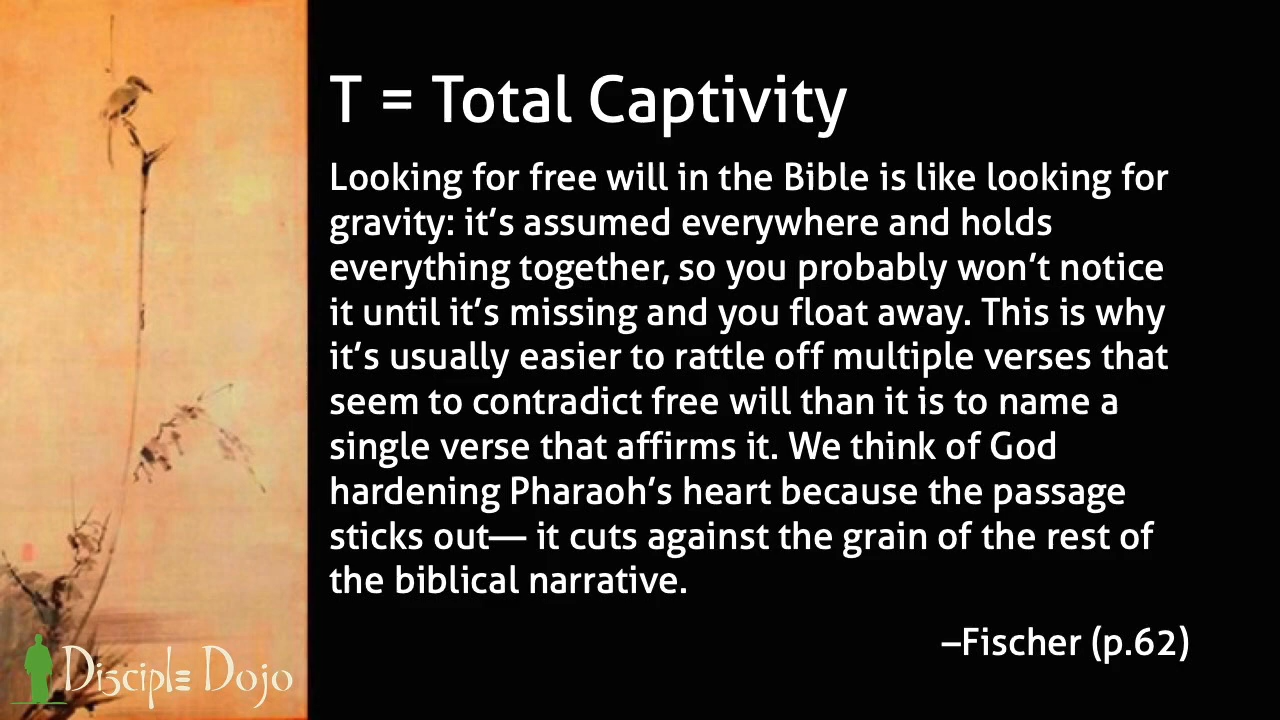 T = Total Captivity
Looking for free will in the Bible is like looking for
gravity: it’s assumed everywhere and holds
everything together, so you probably won’t notice
it until it’s missing and you float away. This is why
it’s usually easier to rattle off multiple verses that
seem to contradict free will than it is to name a
single verse that affirms it. We think of God
hardening Pharaoh’s heart because the passage
sticks out— it cuts against the grain of the rest of
the biblical narrative.
–Fischer (p.62)
Disciple Dojo